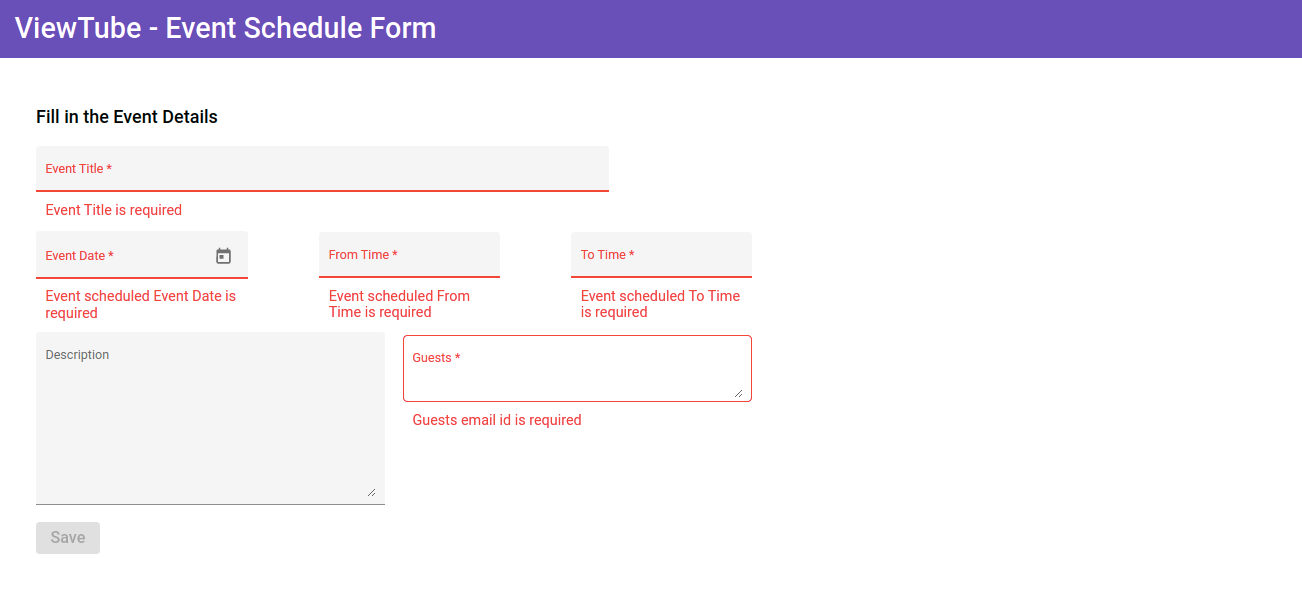 ViewTube - Event Schedule Form
Fill in the Event Details
Event Title *
Event Title is required
Event Date *
From Time *
To Time *
Event scheduled Event Date is
required
Event scheduled From
Time is required
Event scheduled To Time
is required
Description
Guests *
Guests email id is required
Save